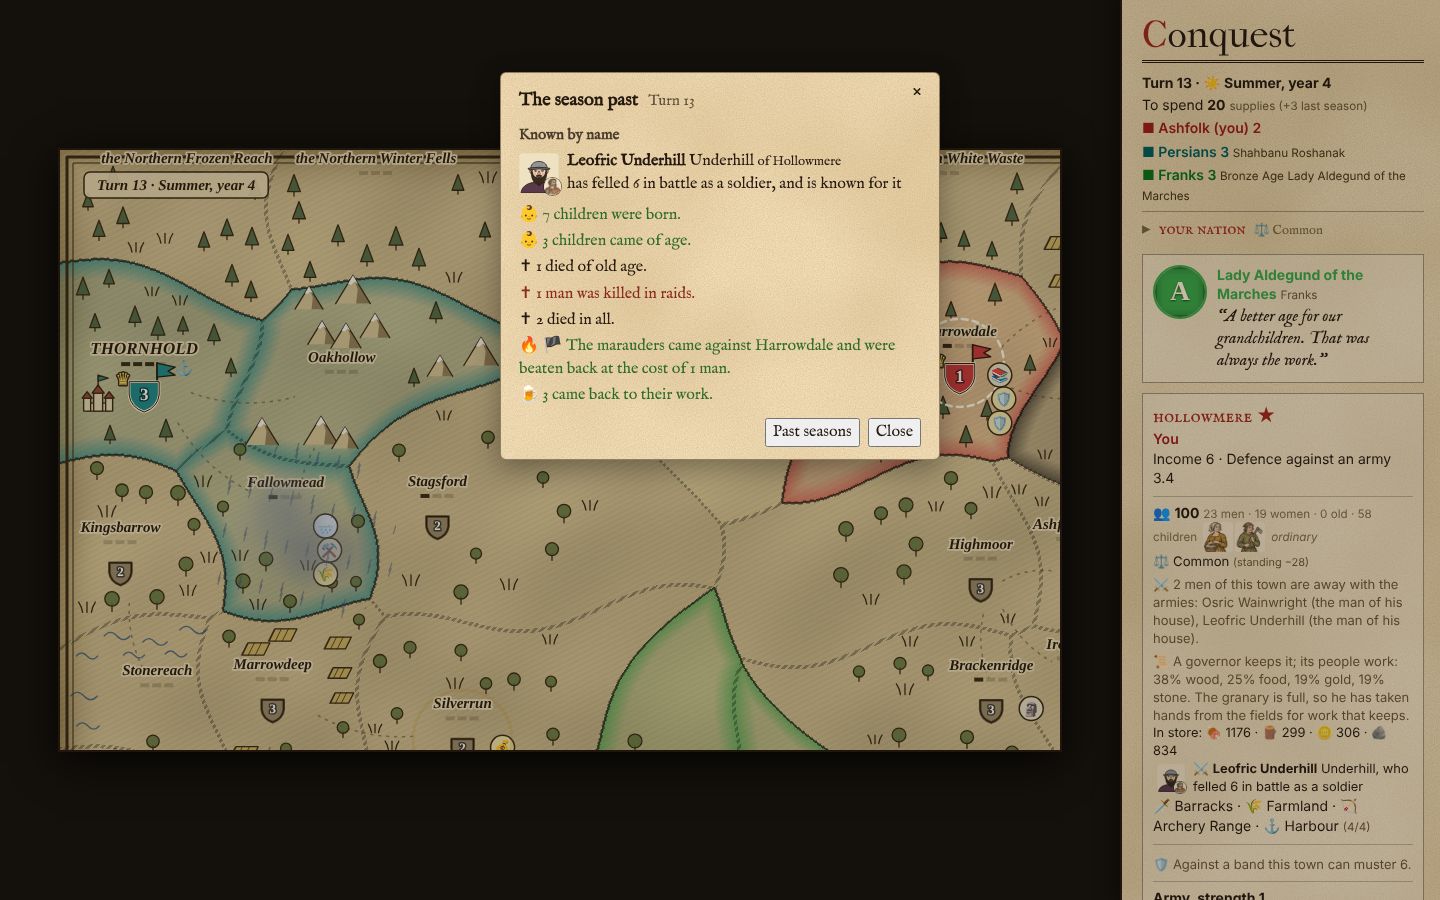 Conquest
Turn 13 · ☀️ Summer, year 4
To spend 20 supplies (+3 last season)
Ashfolk (you) 2
Persians 3 Shahbanu Roshanak
Franks 3 Bronze Age Lady Aldegund of the
Marches
YOUR NATION ⚖️ Common
A
Lady Aldegund of the
Marches Franks
“A better age for our
grandchildren. That was
always the work.”
HOLLOWMERE ★
You
Income 6 · Defence against an army
3.4
👥 100 23 men · 19 women · 0 old · 58
children ordinary
⚖️ Common (standing −28)
⚔️ 2 men of this town are away with the
armies: Osric Wainwright (the man of his
house), Leofric Underhill (the man of his
house).
📜 A governor keeps it; its people work:
38% wood, 25% food, 19% gold, 19%
stone. The granary is full, so he has taken
hands from the fields for work that keeps.
In store: 🍖 1176 · 🪵 299 · 🪙 306 · 🪨
834
⚔️ Leofric Underhill Underhill, who
felled 6 in battle as a soldier
🗡️ Barracks · 🌾 Farmland · 🏹
Archery Range · ⚓ Harbour (4/4)
🛡️ Against a band this town can muster 6.
Army, strength 1
The season past Turn 13
×
Known by name
Leofric Underhill Underhill of Hollowmere
has felled 6 in battle as a soldier, and is known for it
👶 7 children were born.
👶 3 children came of age.
✝ 1 died of old age.
✝ 1 man was killed in raids.
✝ 2 died in all.
🔥 🏴 The marauders came against Harrowdale and were
beaten back at the cost of 1 man.
🍺 3 came back to their work.
Past seasons
Close
the Northern Frozen Reach
the Northern Winter Fells
White Waste
Turn 13 · Summer, year 4
THORNHOLD
3
Oakhollow
rrowdale
1
Fallowmead
Stagsford
2
Kingsbarrow
2
Highmoor
3
Stonereach
Marrowdeep
3
Silverrun
2
Brackenridge
3